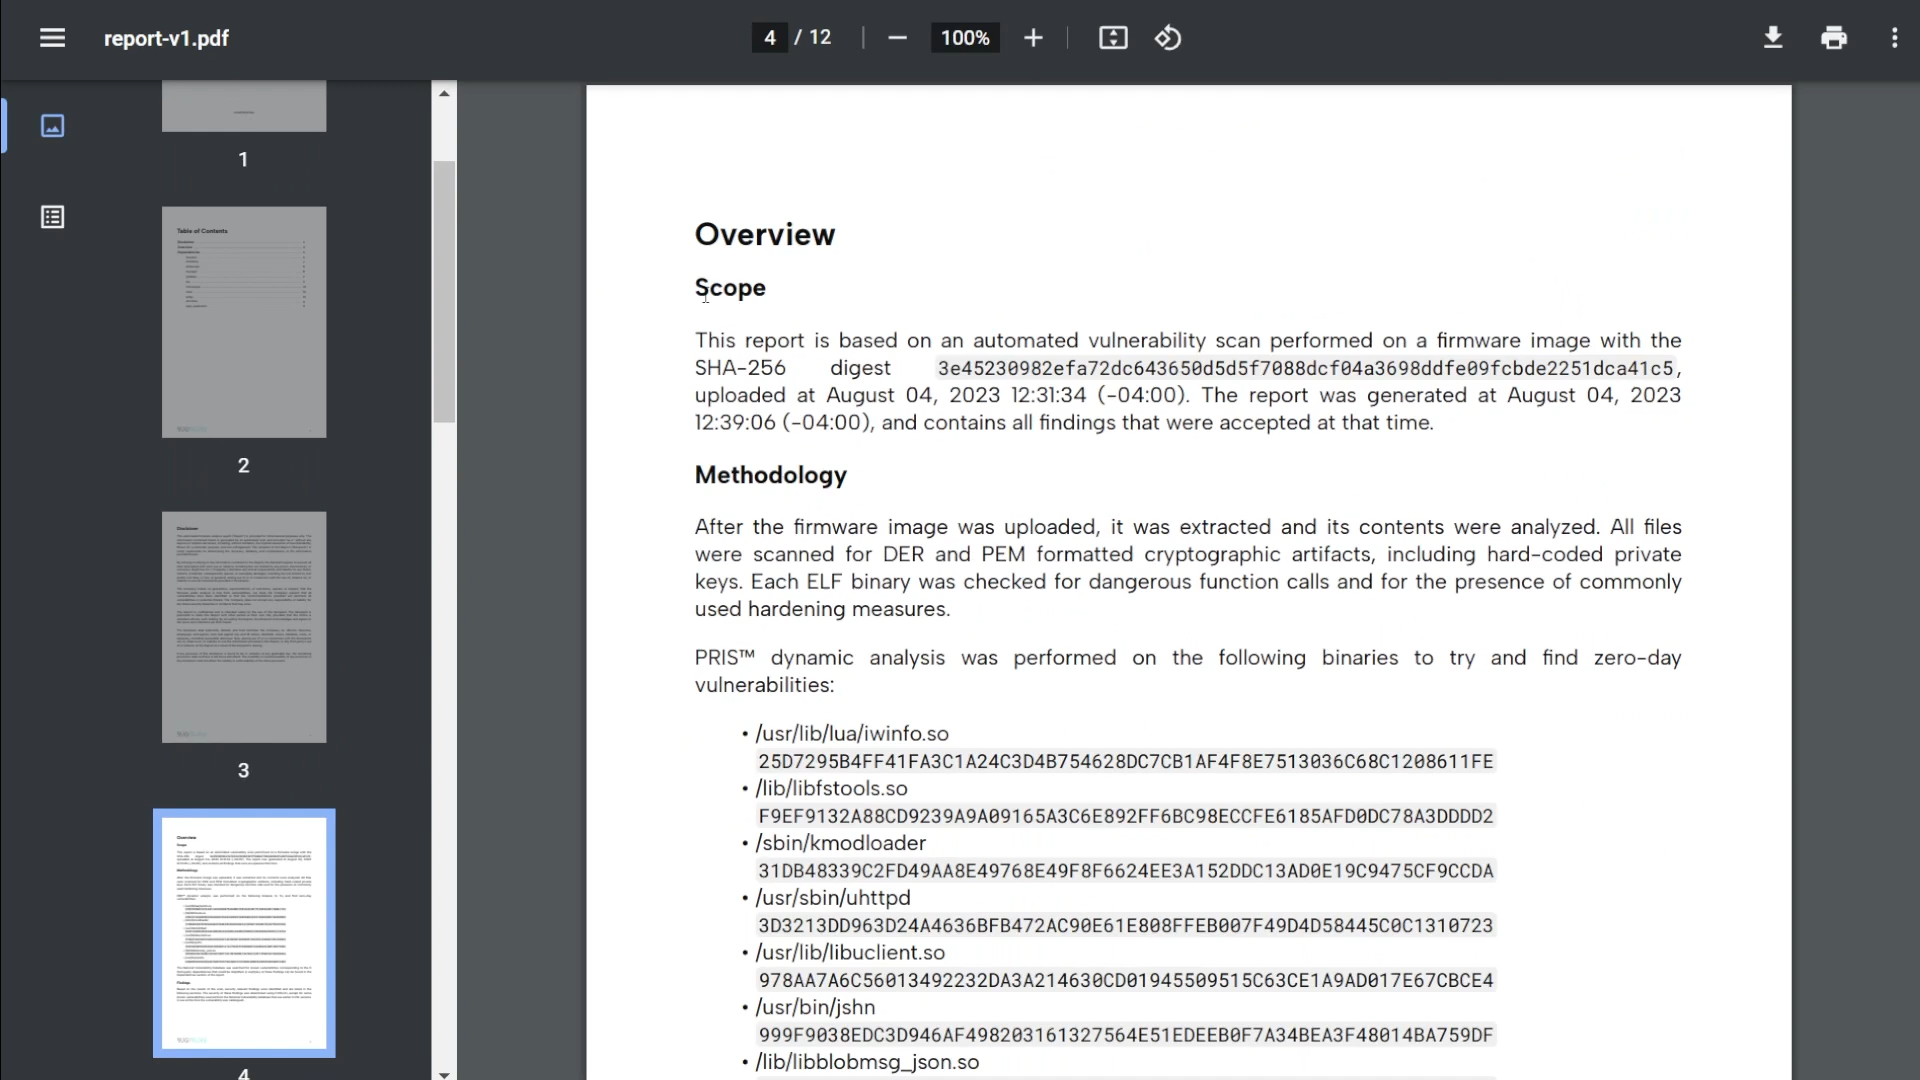 report-v1.pdf
4 / 12
100%
1
Table of Contents
2
Disclaimer
3
Overview
Scope
Methodology
Findings
4
Overview
Scope
This report is based on an automated vulnerability scan performed on a firmware image with the
SHA-256 digest 3e45230982efa72dc643650d5d5f7088dcf04a3698ddfe09fcbde2251dca41c5,
uploaded at August 04, 2023 12:31:34 (-04:00). The report was generated at August 04, 2023
12:39:06 (-04:00), and contains all findings that were accepted at that time.
Methodology
After the firmware image was uploaded, it was extracted and its contents were analyzed. All files
were scanned for DER and PEM formatted cryptographic artifacts, including hard-coded private
keys. Each ELF binary was checked for dangerous function calls and for the presence of commonly
used hardening measures.
PRIS™ dynamic analysis was performed on the following binaries to try and find zero-day
vulnerabilities:
• /usr/lib/lua/iwinfo.so
25D7295B4FF41FA3C1A24C3D4B754628DC7CB1AF4F8E7513036C68C1208611FE
• /lib/libfstools.so
F9EF9132A88CD9239A9A09165A3C6E892FF6BC98ECCFE6185AFD0DC78A3DDDD2
• /sbin/kmodloader
31DB48339C2FD49AA8E49768E49F8F6624EE3A152DDC13AD0E19C9475CF9CCDA
• /usr/sbin/uhttpd
3D3213DD963D24A4636BFB472AC90E61E808FFEB007F49D4D58445C0C1310723
• /usr/lib/libuclient.so
978AA7A6C56013492232DA3A214630CD01945509515C63CE1A9AD017E67CBCE4
• /usr/bin/jshn
999F9038EDC3D946AF498203161327564E51EDEEB0F7A34BEA3F48014BA759DF
• /lib/libblobmsg_json.so